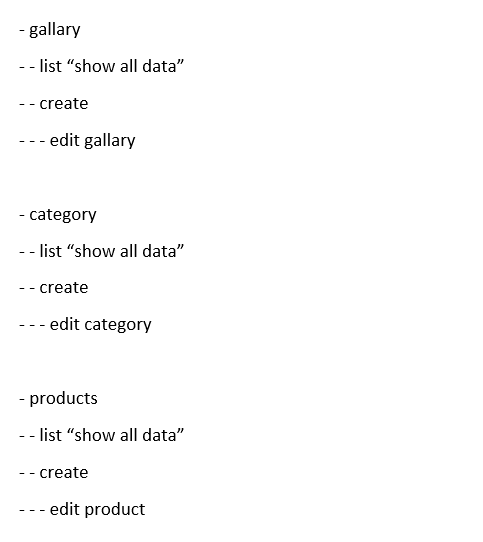 - gallary
- - list “show all data”
- - create
- - - edit gallary
- category
- - list “show all data”
- - create
- - - edit category
- products
- - list “show all data”
- - create
- - - edit product